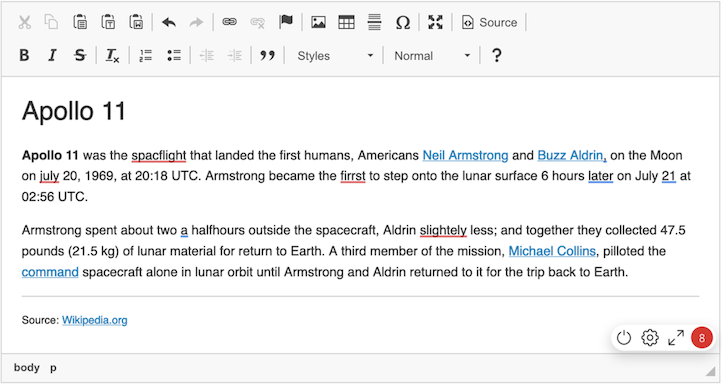 Source
B I S Tx Styles Normal ?
Apollo 11
Apollo 11 was the spacflight that landed the first humans, Americans Neil Armstrong and Buzz Aldrin, on the Moon
on july 20, 1969, at 20:18 UTC. Armstrong became the firrst to step onto the lunar surface 6 hours later on July 21 at
02:56 UTC.
Armstrong spent about two a halfhours outside the spacecraft, Aldrin slightely less; and together they collected 47.5
pounds (21.5 kg) of lunar material for return to Earth. A third member of the mission, Michael Collins, pilloted the
command spacecraft alone in lunar orbit until Armstrong and Aldrin returned to it for the trip back to Earth.
Source: Wikipedia.org
8
body p